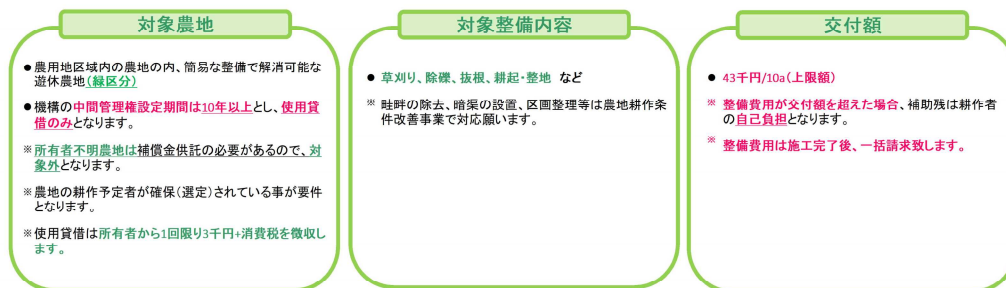 対象農地
●農用地区域内の農地の内、簡易な整備で解消可能な
遊休農地(緑区分)
●機構の中間管理権設定期間は10年以上とし、使用貸
借のみとなります。
※所有者不明農地は補償金供託の必要があるので、対
象外となります。
※農地の耕作予定者が確保(選定)されている事が要件
となります。
※使用貸借は所有者から1回限り3千円+消費税を徴収し
ます。
対象整備内容
● 草刈り、除礫、抜根、耕起・整地 など
※ 畦畔の除去、暗渠の設置、区画整理等は農地耕作条
件改善事業で対応願います。
交付額
● 43千円/10a(上限額)
※ 整備費用が交付額を超えた場合、補助残は耕作者
の自己負担となります。
※ 整備費用は施工完了後、一括請求致します。